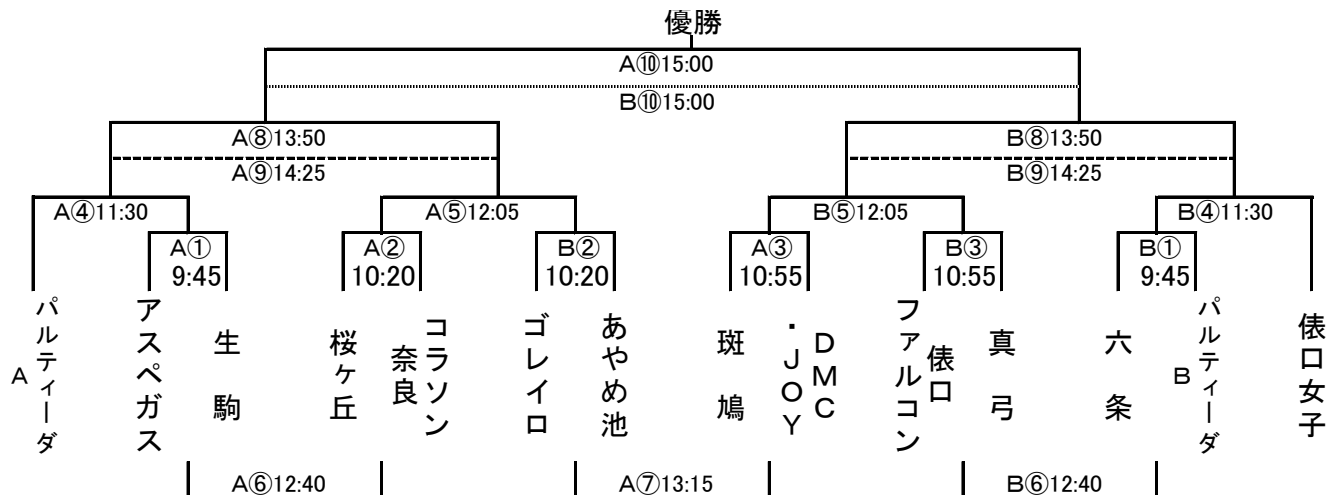 優勝
A⑩15:00
B⑩15:00
A⑧13:50
B⑧13:50
A⑨14:25
B⑨14:25
A④11:30
A⑤12:05
B⑤12:05
B④11:30
A①
9:45
A②
10:20
B②
10:20
A③
10:55
B③
10:55
B①
9:45
パルティーダ
A
アスペガス
生駒
桜ヶ丘
コラソン
奈良
ゴレイロ
あやめ池
斑鳩
DMC
・JOY
俵口
ファルコン
真弓
六条
パルティーダ
B
俵口女子
A⑥12:40
A⑦13:15
B⑥12:40